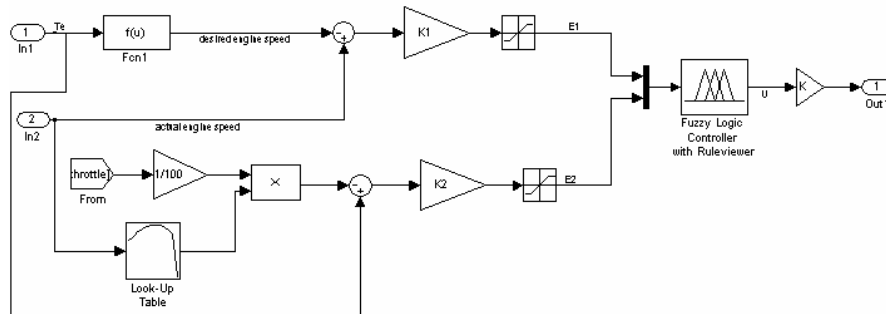 1
In1
Te
f(u)
Fcn1
desired engine speed
-
+
K1
E1
2
In2
actual engine speed
throttle]
From
1/100
×
-
+
K2
E2
Look-Up
Table
Fuzzy Logic
Controller
with Ruleviewer
U
K
1
Out1